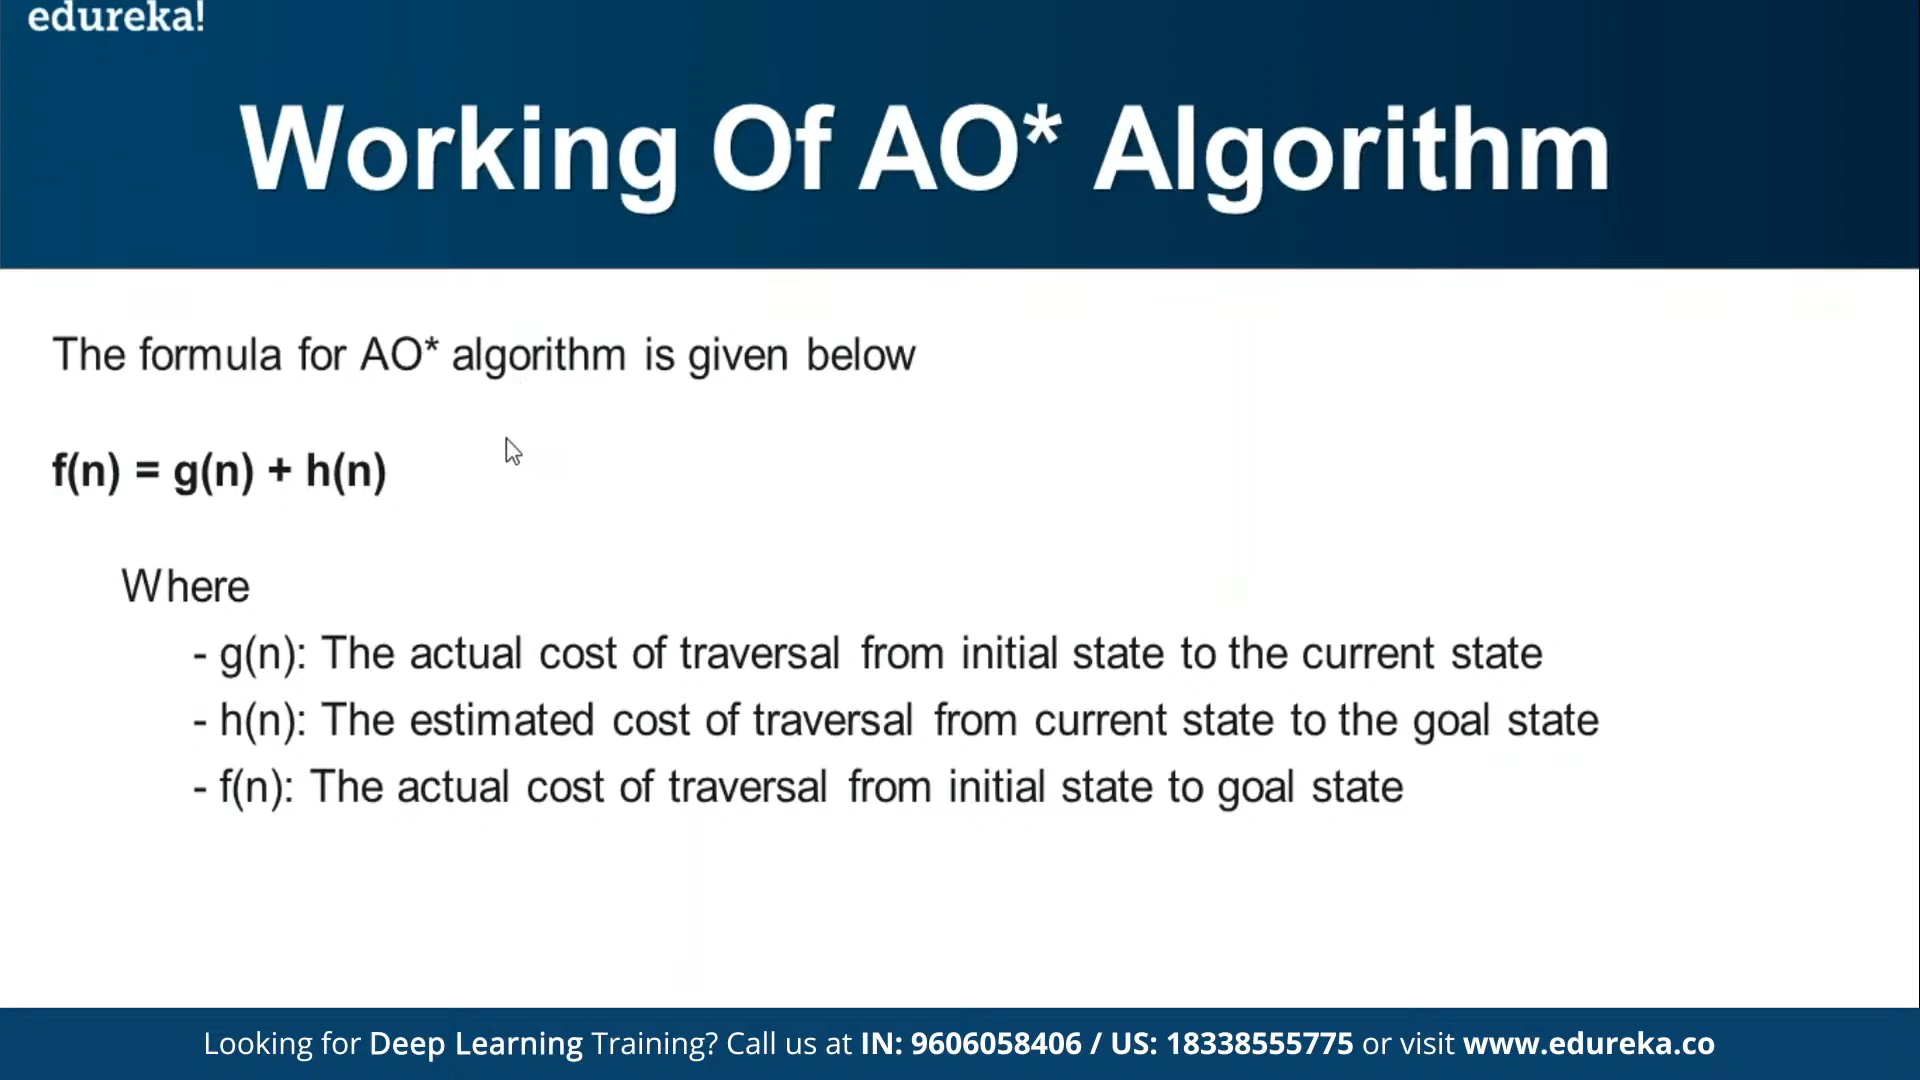 edureka!
Working Of AO* Algorithm
The formula for AO* algorithm is given below
f(n) = g(n) + h(n)
Where
- g(n): The actual cost of traversal from initial state to the current state
- h(n): The estimated cost of traversal from current state to the goal state
- f(n): The actual cost of traversal from initial state to goal state
Looking for Deep Learning Training? Call us at IN: 9606058406 / US: 18338555775 or visit www.edureka.co